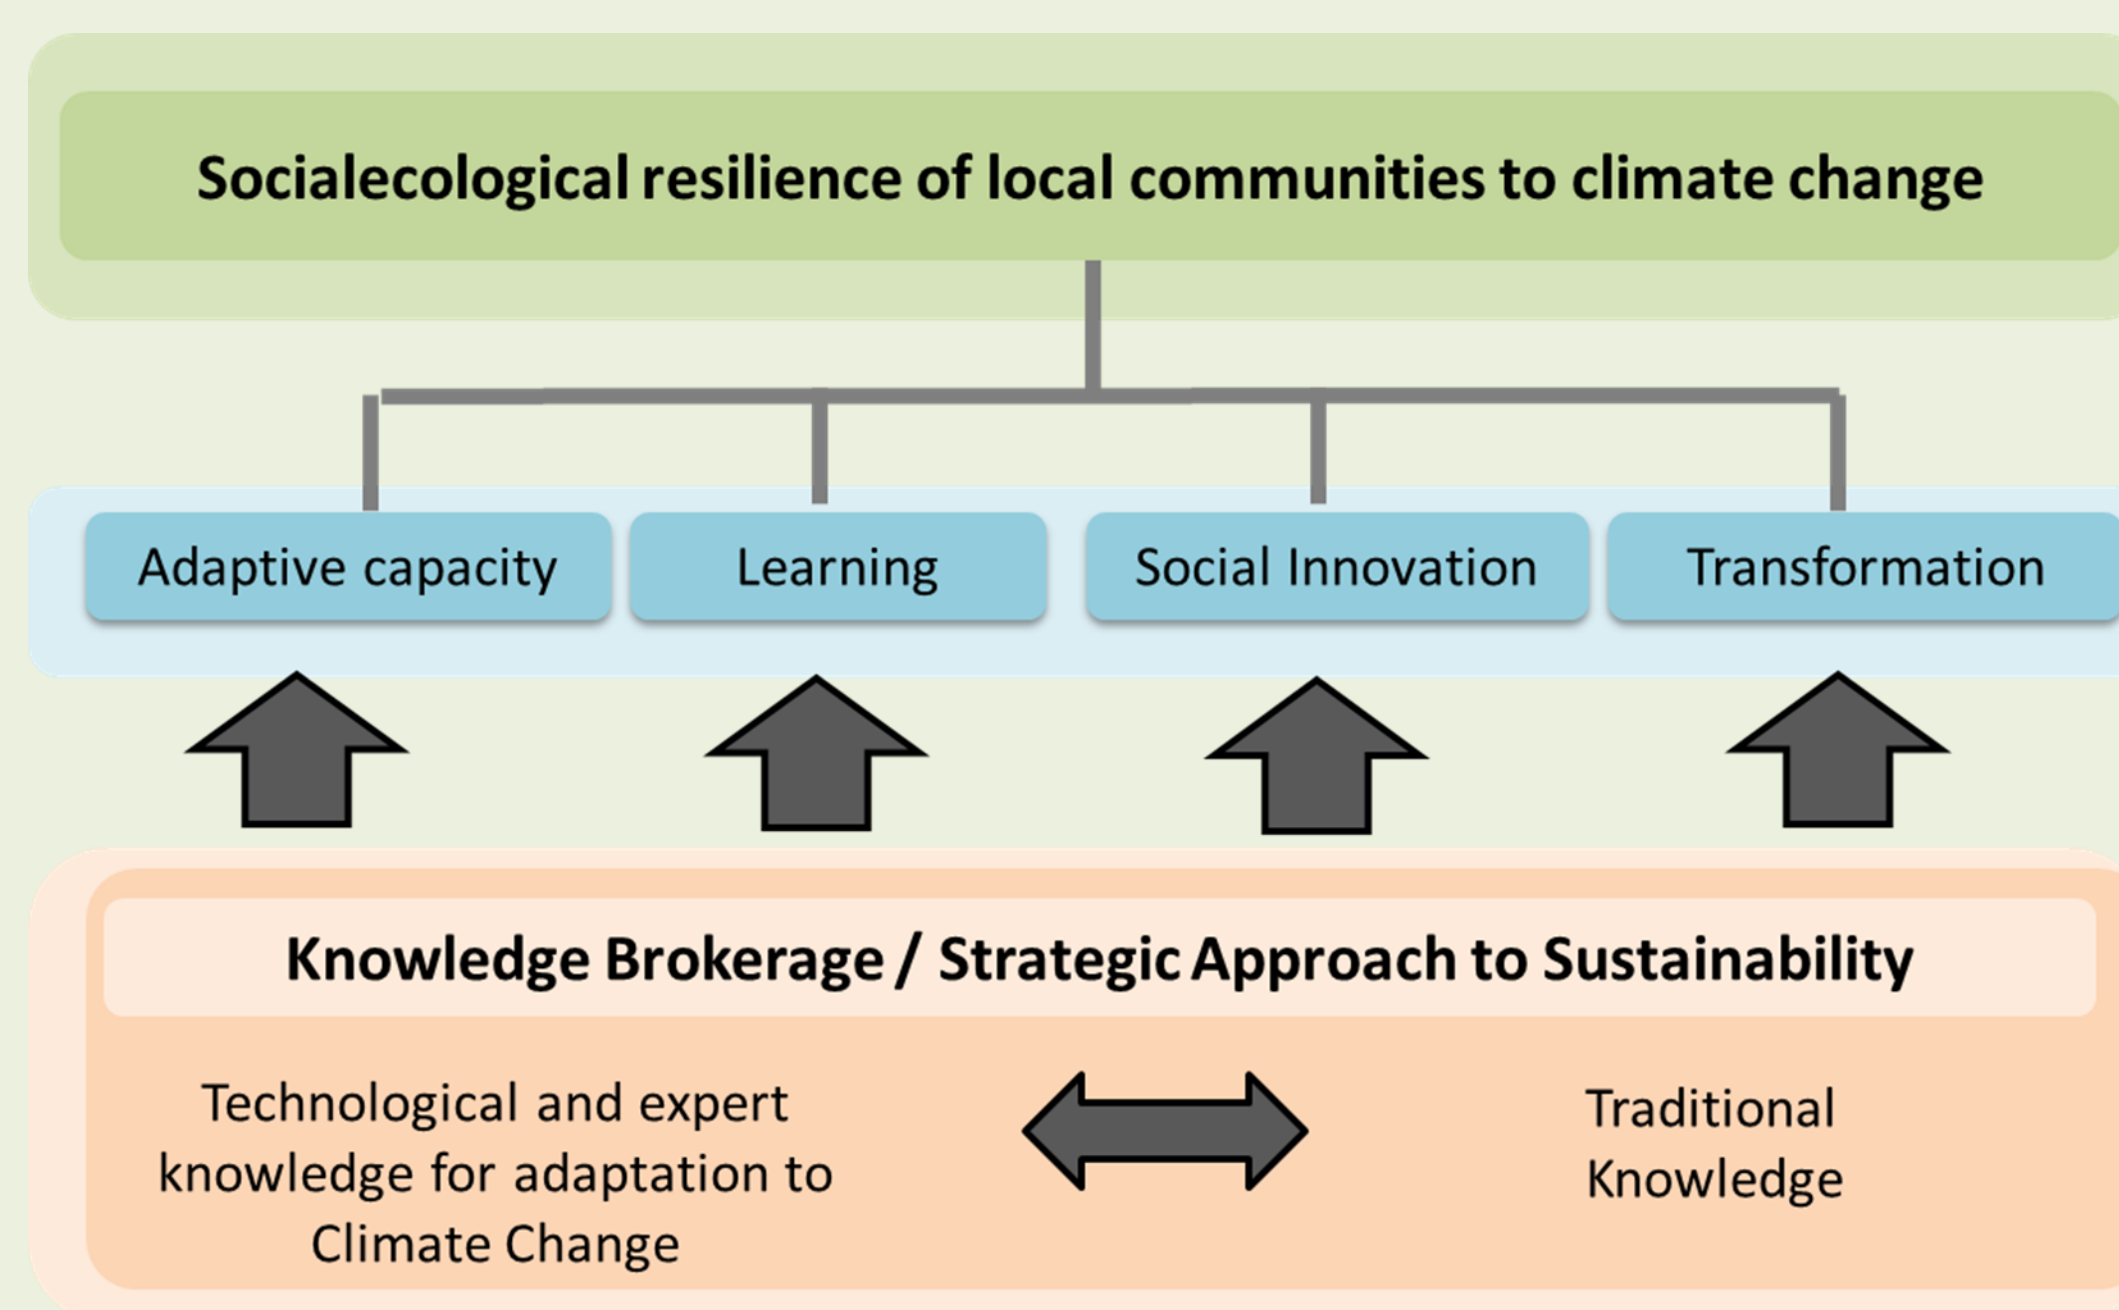 Socialecological resilience of local communities to climate change
Adaptive capacity
Learning
Social Innovation
Transformation
Knowledge Brokerage / Strategic Approach to Sustainability
Technological and expert
knowledge for adaptation to
Climate Change
Traditional
Knowledge